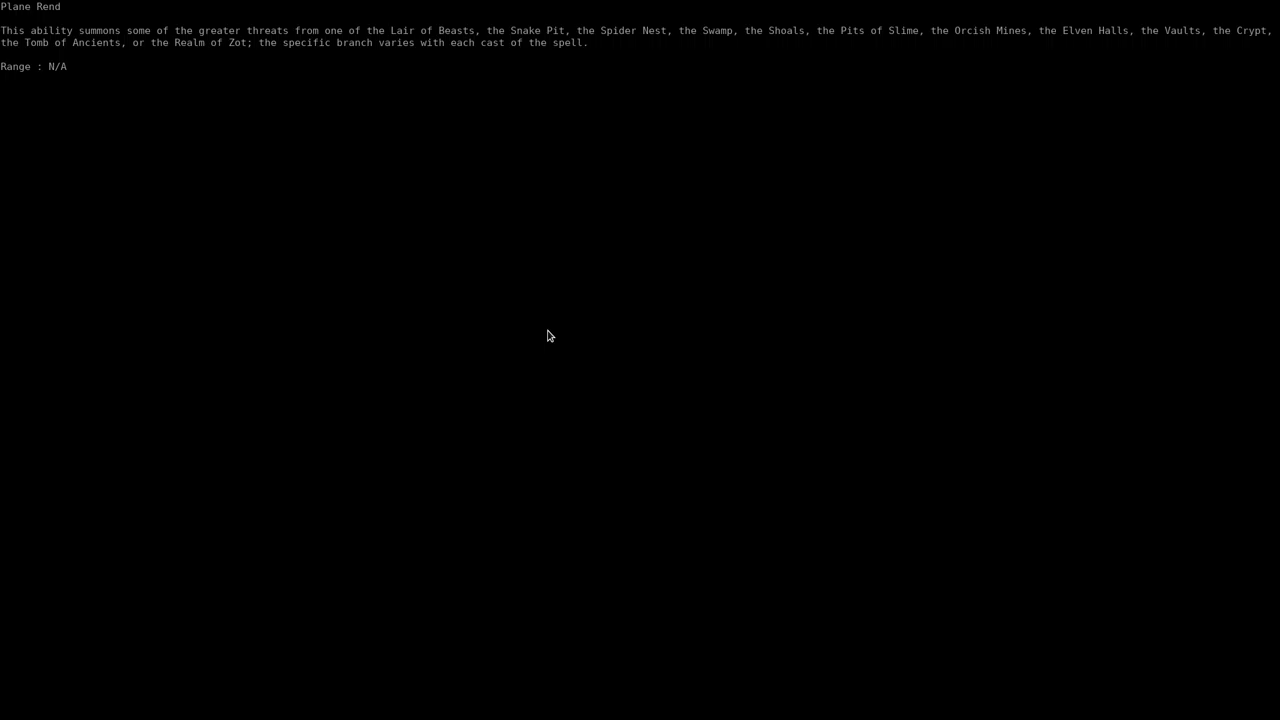 Plane Rend
This ability summons some of the greater threats from one of the Lair of Beasts, the Snake Pit, the Spider Nest, the Swamp, the Shoals, the Pits of Slime, the Orcish Mines, the Elven Halls, the Vaults, the Crypt,
the Tomb of Ancients, or the Realm of Zot; the specific branch varies with each cast of the spell.
Range : N/A